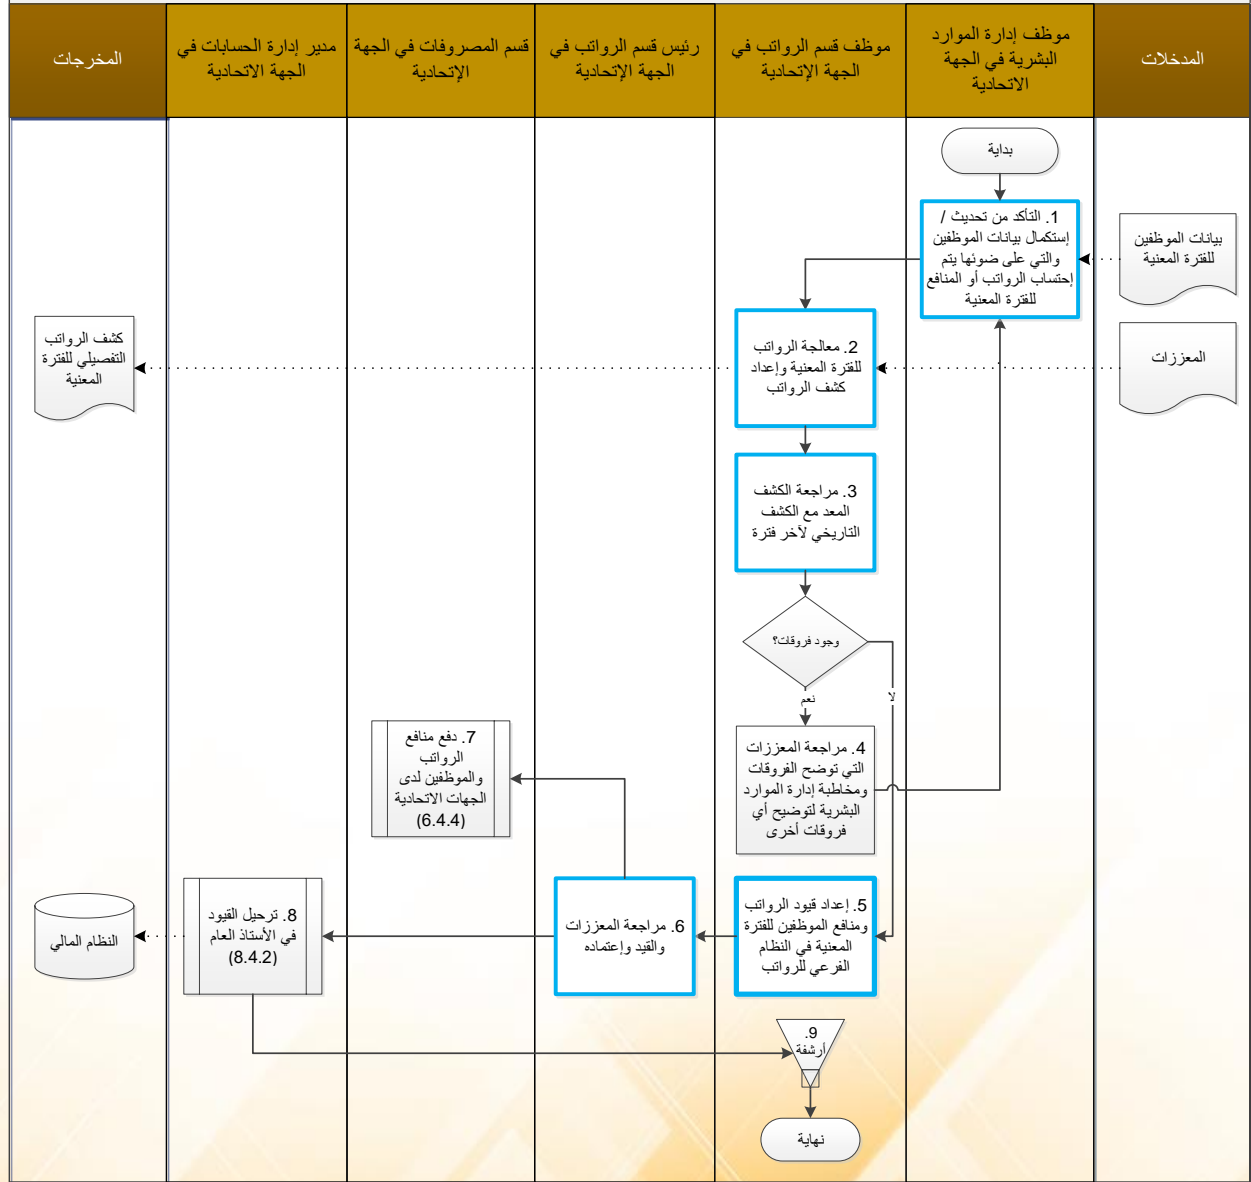 المدخلات
موظف إدارة الموارد
البشرية في الجهة
الاتحادية
موظف قسم الرواتب في
الجهة الإتحادية
رئيس قسم الرواتب في
الجهة الإتحادية
قسم المصروفات في الجهة
الإتحادية
مدير إدارة الحسابات في
الجهة الاتحادية
المخرجات
بداية
1. التأكد من تحديث /
إستكمال بيانات الموظفين
والتي على ضوئها يتم
إحتساب الرواتب أو المنافع
للفترة المعنية
بيانات الموظفين
للفترة المعنية
المعززات
2. معالجة الرواتب
للفترة المعنية وإعداد
كشف الرواتب
كشف الرواتب
التفصيلي للفترة
المعنية
3. مراجعة الكشف
المعد مع الكشف
التاريخي لآخر فترة
وجود فروقات؟
نعم
لا
4. مراجعة المعززات
التي توضح الفروقات
ومخاطبة إدارة الموارد
البشرية لتوضيح أي
فروقات أخرى
5. إعداد قيود الرواتب
ومنافع الموظفين للفترة
المعنية في النظام
الفرعي للرواتب
6. مراجعة المعززات
والقيد وإعتماده
7. دفع منافع
الرواتب
والموظفين لدى
الجهات الاتحادية
(6.4.4)
8. ترحيل القيود
في الأستاذ العام
(8.4.2)
النظام المالي
9.
أرشفة
نهاية